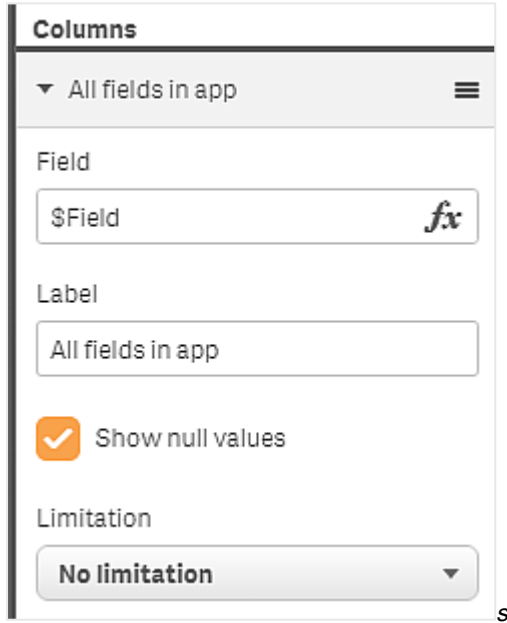 Columns
All fields in app
Field
$Field fx
Label
All fields in app
Show null values
Limitation
No limitation
s